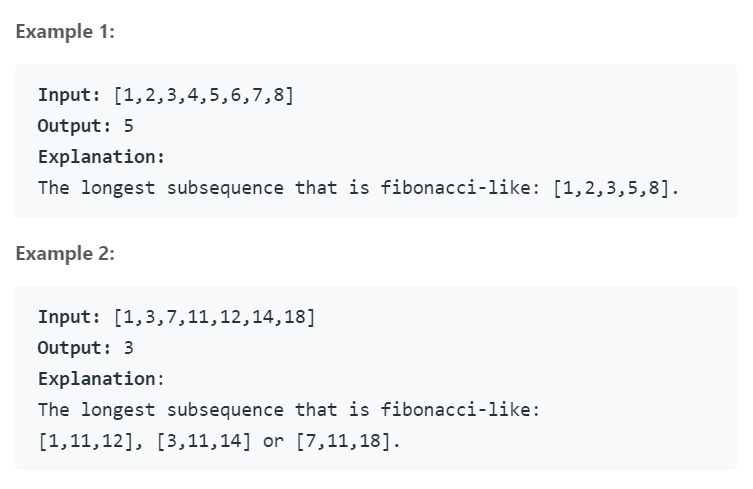 Example 1:
Input: [1,2,3,4,5,6,7,8]
Output: 5
Explanation:
The longest subsequence that is fibonacci-like: [1,2,3,5,8].
Example 2:
Input: [1,3,7,11,12,14,18]
Output: 3
Explanation:
The longest subsequence that is fibonacci-like:
[1,11,12], [3,11,14] or [7,11,18].